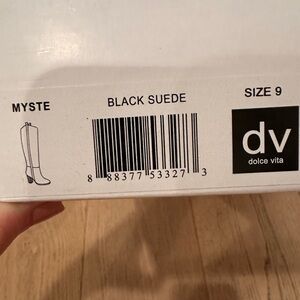 MYSTE
BLACK SUEDE
SIZE 9
8 88377 53327 3
dv
dolce vita